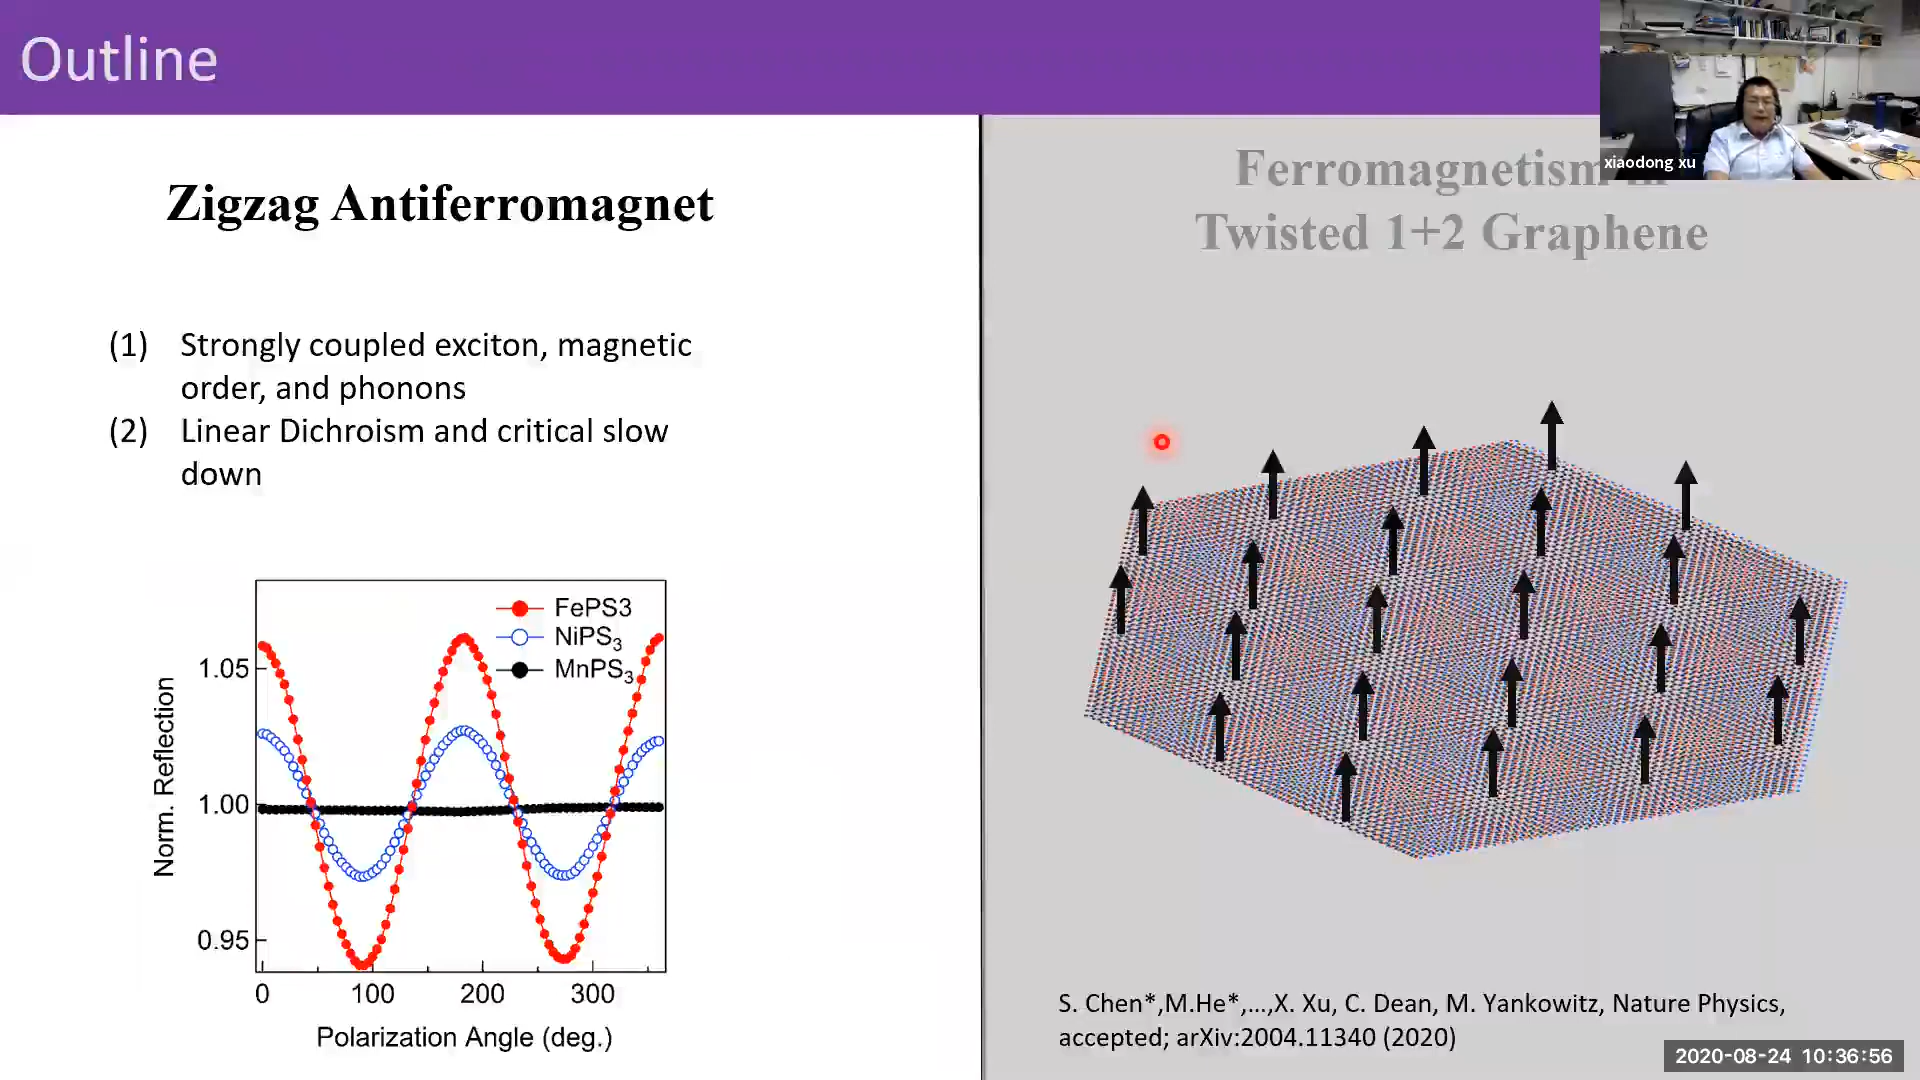 Outline
xiaodong xu
Zigzag Antiferromagnet
(1) Strongly coupled exciton, magnetic
order, and phonons
(2) Linear Dichroism and critical slow
down
FePS3
NiPS3
MnPS3
1.05
1.00
0.95
Norm. Reflection
0 100 200 300
Polarization Angle (deg.)
Ferromagnetism
Twisted 1+2 Graphene
S. Chen*,M.He*,...,X. Xu, C. Dean, M. Yankowitz, Nature Physics,
accepted; arXiv:2004.11340 (2020)
2020-08-24 10:36:56